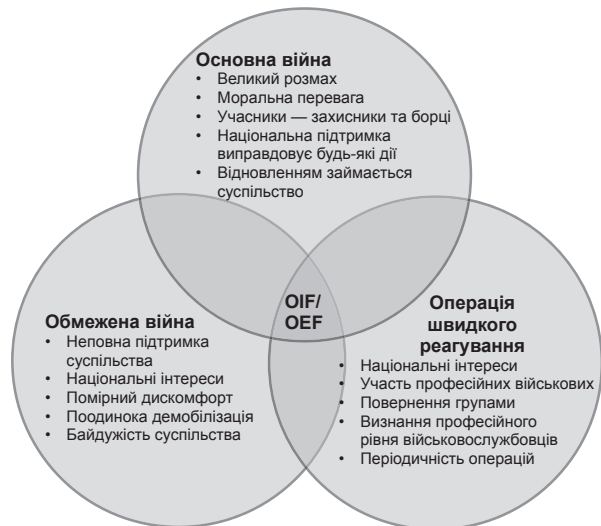 Основна війна
• Великий розмах
• Моральна перевага
• Учасники — захисники та борці
• Національна підтримка
виправдовує будь-які дії
• Відновленням займається
суспільство
OIF/
OEF
Обмежена війна
• Неповна підтримка
суспільства
• Національні інтереси
• Помірний дискомфорт
• Поодинока демобілізація
• Байдужість суспільства
Операція
швидкого
реагування
• Національні інтереси
• Участь професійних військових
• Повернення групами
• Визнання професійного
рівня військовослужбовців
• Періодичність операцій